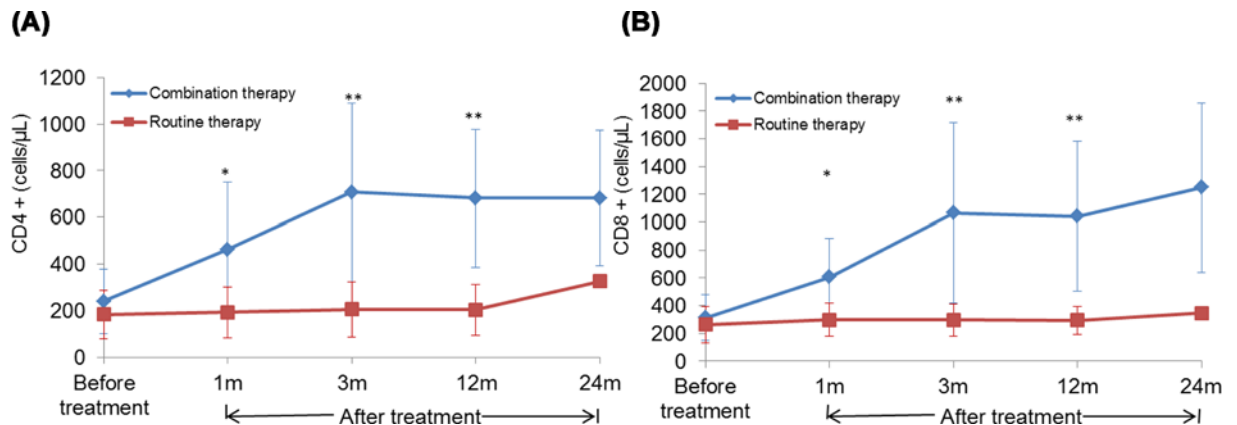 (A)
CD4 + (cells/µL)
1200
1000
800
600
400
200
0
Combination therapy
Routine therapy
*
**
**
Before treatment
1m
3m
12m
24m
After treatment
(B)
CD8 + (cells/µL)
2000
1800
1600
1400
1200
1000
800
600
400
200
0
Combination therapy
Routine therapy
*
**
**
Before treatment
1m
3m
12m
24m
After treatment